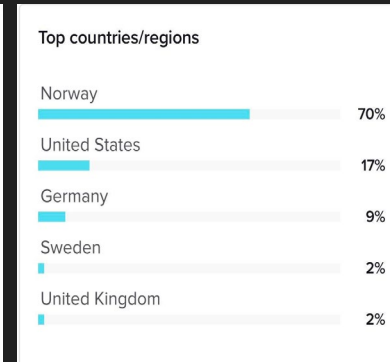 Top countries/regions
Norway
70%
United States
17%
Germany
9%
Sweden
2%
United Kingdom
2%